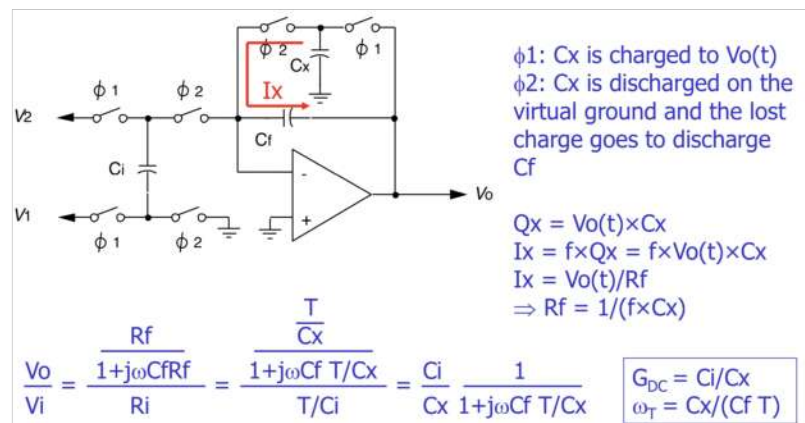 ϕ 2
ϕ 1
Cx
Ix
ϕ 1
ϕ 2
V2
Cf
Ci
-
+
Vo
V1
ϕ 1
ϕ 2
ϕ1: Cx is charged to Vo(t)
ϕ2: Cx is discharged on the
virtual ground and the lost
charge goes to discharge
Cf
Qx = Vo(t)×Cx
Ix = f×Qx = f×Vo(t)×Cx
Ix = Vo(t)/Rf
⇒ Rf = 1/(f×Cx)
Vo/Vi = (Rf/(1+jωCfRf))/Ri = ((T/Cx)/(1+jωCf T/Cx))/(T/Ci) = Ci/Cx 1/(1+jωCf T/Cx)
G_DC = Ci/Cx
ω_T = Cx/(Cf T)